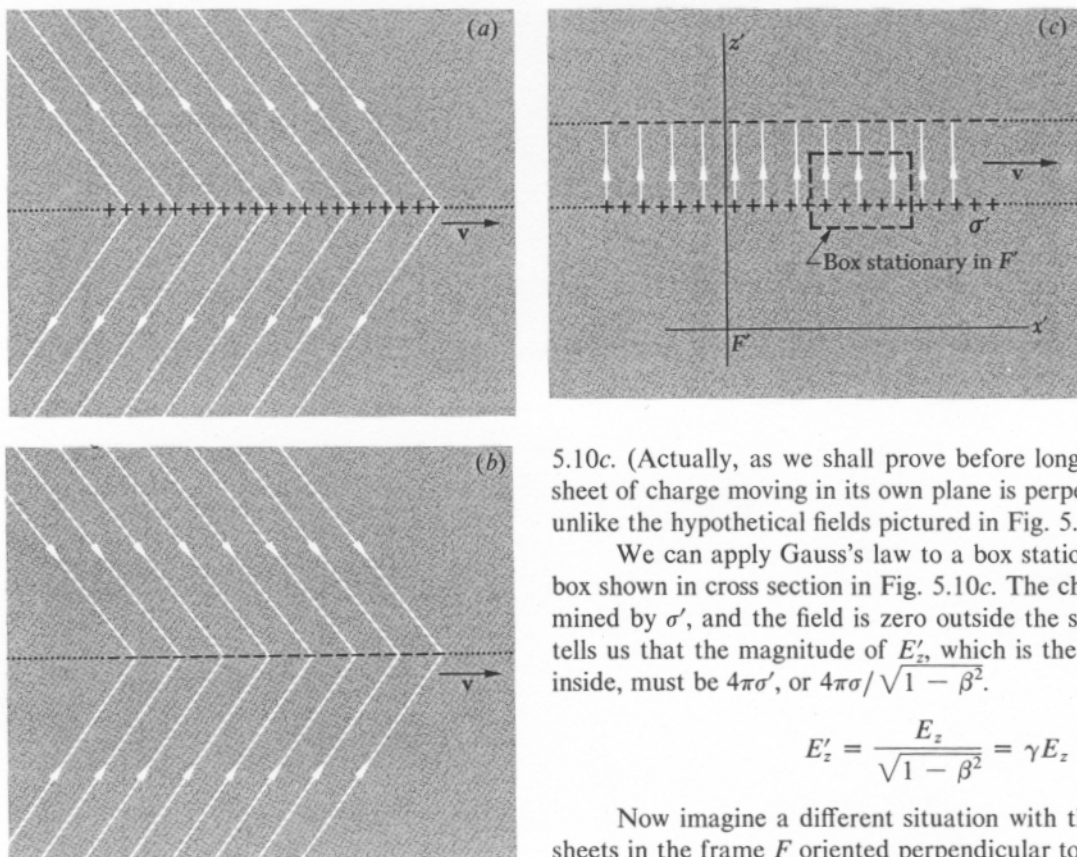 (a)
v
(b)
v
(c)
z'
v
σ'
Box stationary in F'
F'
x'
5.10c. (Actually, as we shall prove before long
sheet of charge moving in its own plane is perpe
unlike the hypothetical fields pictured in Fig. 5.
We can apply Gauss's law to a box station
box shown in cross section in Fig. 5.10c. The ch
mined by σ', and the field is zero outside the s
tells us that the magnitude of E'z, which is the
inside, must be 4πσ', or 4πσ/√1 − β².
E'z = Ez/√1 − β² = γEz
Now imagine a different situation with th
sheets in the frame F oriented perpendicular to